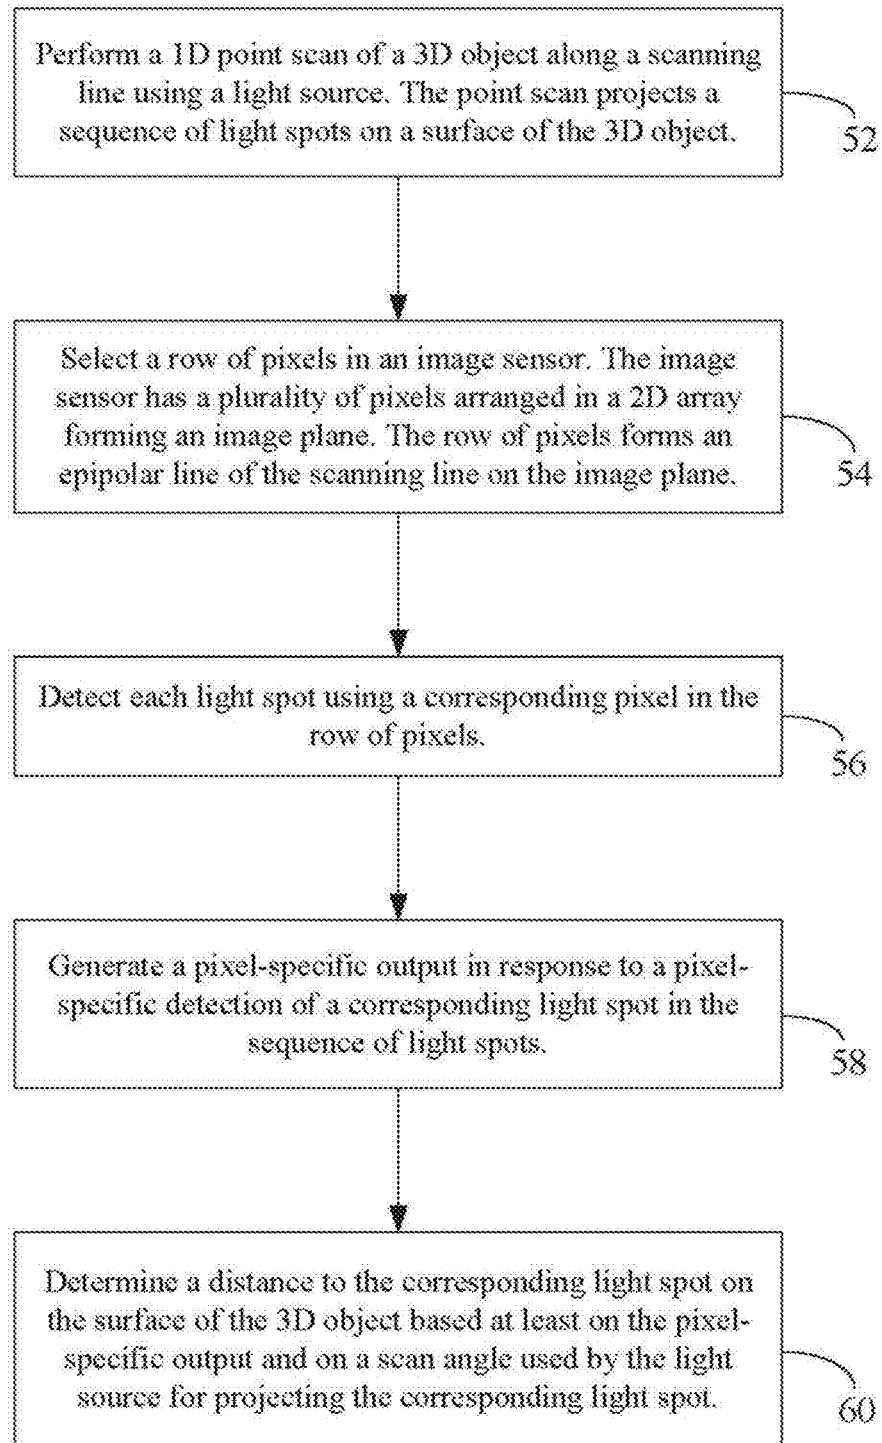 Perform a 1D point scan of a 3D object along a scanning
line using a light source. The point scan projects a
sequence of light spots on a surface of the 3D object.
52
Select a row of pixels in an image sensor. The image
sensor has a plurality of pixels arranged in a 2D array
forming an image plane. The row of pixels forms an
epipolar line of the scanning line on the image plane.
54
Detect each light spot using a corresponding pixel in the
row of pixels.
56
Generate a pixel-specific output in response to a pixel-
specific detection of a corresponding light spot in the
sequence of light spots.
58
Determine a distance to the corresponding light spot on
the surface of the 3D object based at least on the pixel-
specific output and on a scan angle used by the light
source for projecting the corresponding light spot.
60